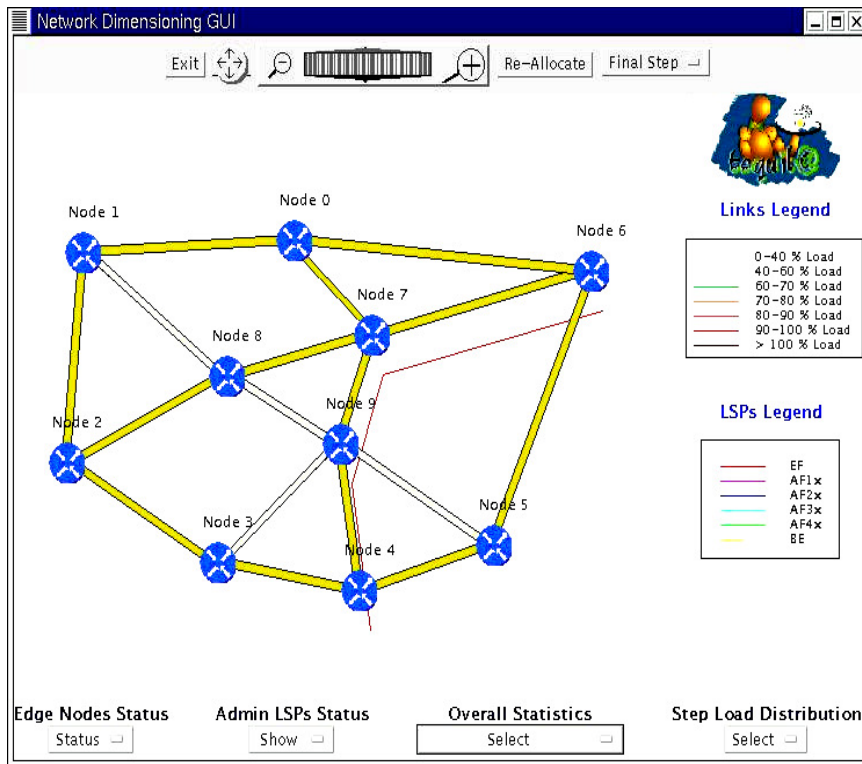 Network Dimensioning GUI
Exit
Re-Allocate
Final Step
tequil@
Node 1
Node 0
Node 6
Node 7
Node 8
Node 9
Node 2
Node 3
Node 4
Node 5
Links Legend
0-40 % Load
40-60 % Load
60-70 % Load
70-80 % Load
80-90 % Load
90-100 % Load
> 100 % Load
LSPs Legend
EF
AF1x
AF2x
AF3x
AF4x
BE
Edge Nodes Status
Status
Admin LSPs Status
Show
Overall Statistics
Select
Step Load Distribution
Select